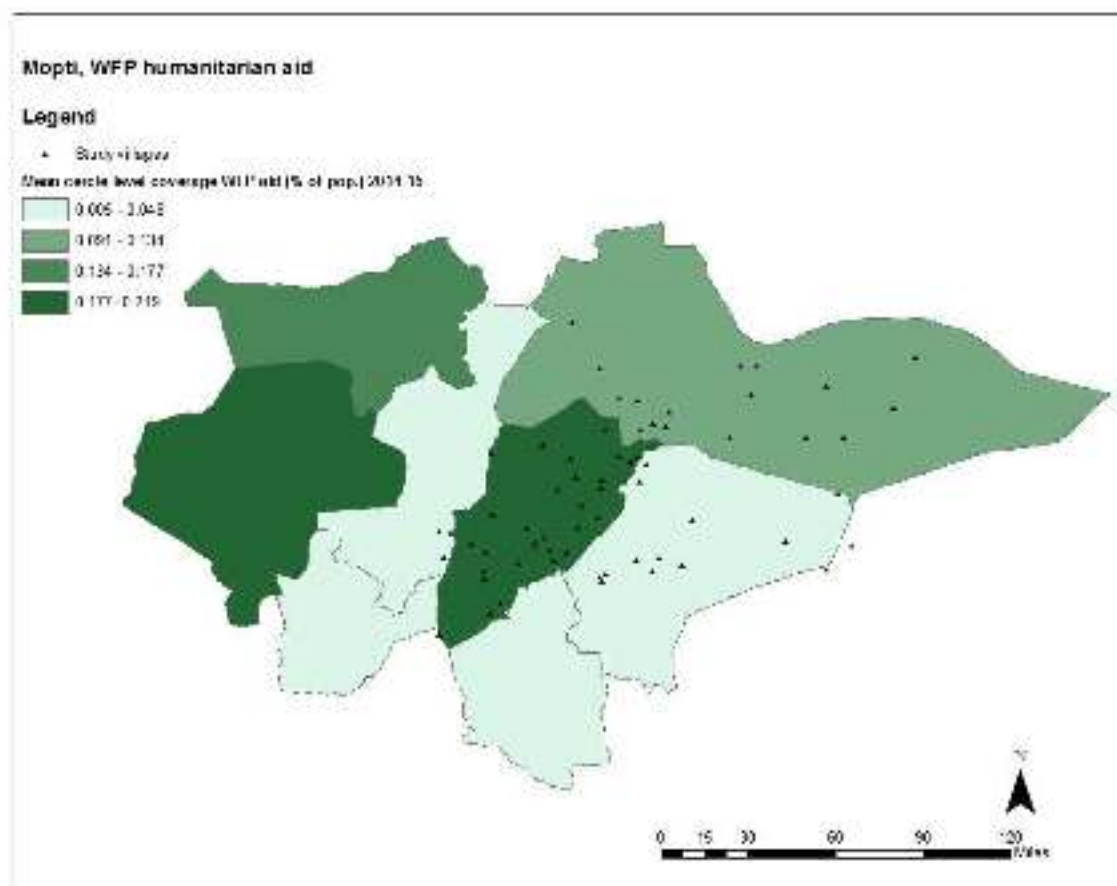 Mopti, WFP humanitarian aid
Legend
Study villages
Mean cercle level coverage WFP aid (% of pop.) 2014-15
0.005 - 0.048
0.091 - 0.134
0.134 - 0.177
0.177 - 0.219
N
0 15 30 60 90 120
Miles